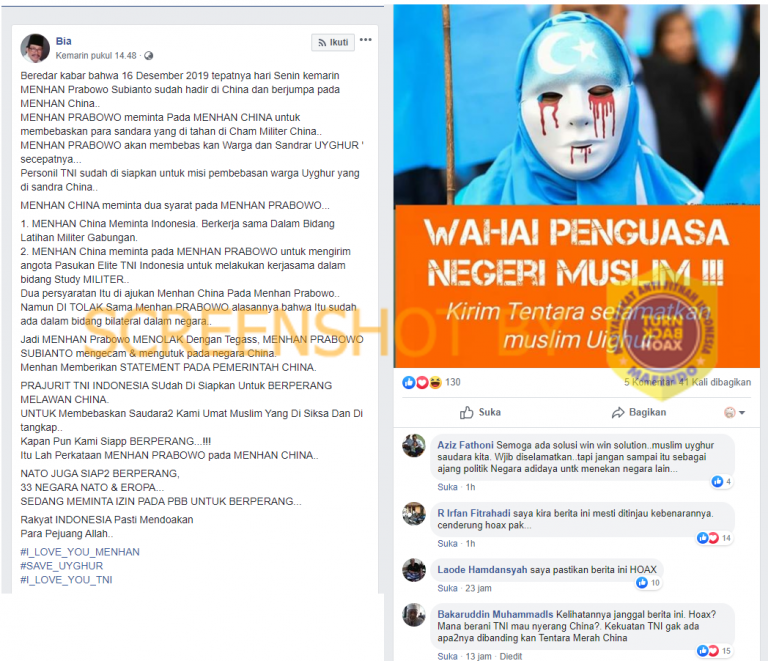 Bia
Kemarin pukul 14.48 ·
Ikuti
Beredar kabar bahwa 16 Desember 2019 tepatnya hari Senin kemarin
MENHAN Prabowo Subianto sudah hadir di China dan berjumpa pada
MENHAN China..
MENHAN PRABOWO meminta Pada MENHAN CHINA untuk
membebaskan para sandara yang di tahan di Cham Militer China..
MENHAN PRABOWO akan membebas kan Warga dan Sandrar UYGHUR '
secepatnya...
Personil TNI sudah di siapkan untuk misi pembebasan warga Uyghur yang
di sandra China..
MENHAN CHINA meminta dua syarat pada MENHAN PRABOWO...
1. MENHAN China Meminta Indonesia. Berkerja sama Dalam Bidang
Latihan Militer Gabungan.
2. MENHAN China meminta pada MENHAN PRABOWO untuk mengirim
angota Pasukan Elite TNI Indonesia untuk melakukan kerjasama dalam
bidang Study MILITER..
Dua persyaratan Itu di ajukan Menhan China Pada Menhan Prabowo..
Namun DI TOLAK Sama Menhan PRABOWO alasannya bahwa Itu sudah
ada dalam bidang bilateral dalam negara..
Jadi MENHAN Prabowo MENOLAK Dengan Tegass, MENHAN PRABOWO
SUBIANTO mengecam & mengutuk pada negara China.
Menhan Memberikan STATEMENT PADA PEMERINTAH CHINA.
PRAJURIT TNI INDONESIA SUdah Di Siapkan Untuk BERPERANG
MELAWAN CHINA.
UNTUK Membebaskan Saudara2 Kami Umat Muslim Yang Di Siksa Dan Di
tangkap..
Kapan Pun Kami Siapp BERPERANG...!!!
Itu Lah Perkataan MENHAN PRABOWO pada MENHAN CHINA..
NATO JUGA SIAP2 BERPERANG,
33 NEGARA NATO & EROPA...
SEDANG MEMINTA IZIN PADA PBB UNTUK BERPERANG...
Rakyat INDONESIA Pasti Mendoakan
Para Pejuang Allah..
#I_LOVE_YOU_MENHAN
#SAVE_UYGHUR
#I_LOVE_YOU_TNI
SCREENSHOT BY
WAHAI PENGUASA
NEGERI MUSLIM !!!
Kirim Tentara selamatkan
muslim Uighur
MASYARAKAT ANTI FITNAH INDONESIA
TURN
BACK
HOAX
MAFINDO
130
5 Komentar 41 Kali dibagikan
Suka
Bagikan
Aziz Fathoni Semoga ada solusi win win solution..muslim uyghur
saudara kita. Wjib diselamatkan..tapi jangan sampai itu sebagai
ajang politik Negara adidaya untk menekan negara lain...
4
Suka · 1h
R Irfan Fitrahadi saya kira berita ini mesti ditinjau kebenarannya.
cenderung hoax pak...
14
Suka · 1h
Laode Hamdansyah saya pastikan berita ini HOAX
10
Suka · 23 jam
Bakaruddin Muhammadls Kelihatannya janggal berita ini. Hoax?
Mana berani TNI mau nyerang China?. Kekuatan TNI gak ada
apa2nya dibanding kan Tentara Merah China
15
Suka · 13 jam · Diedit